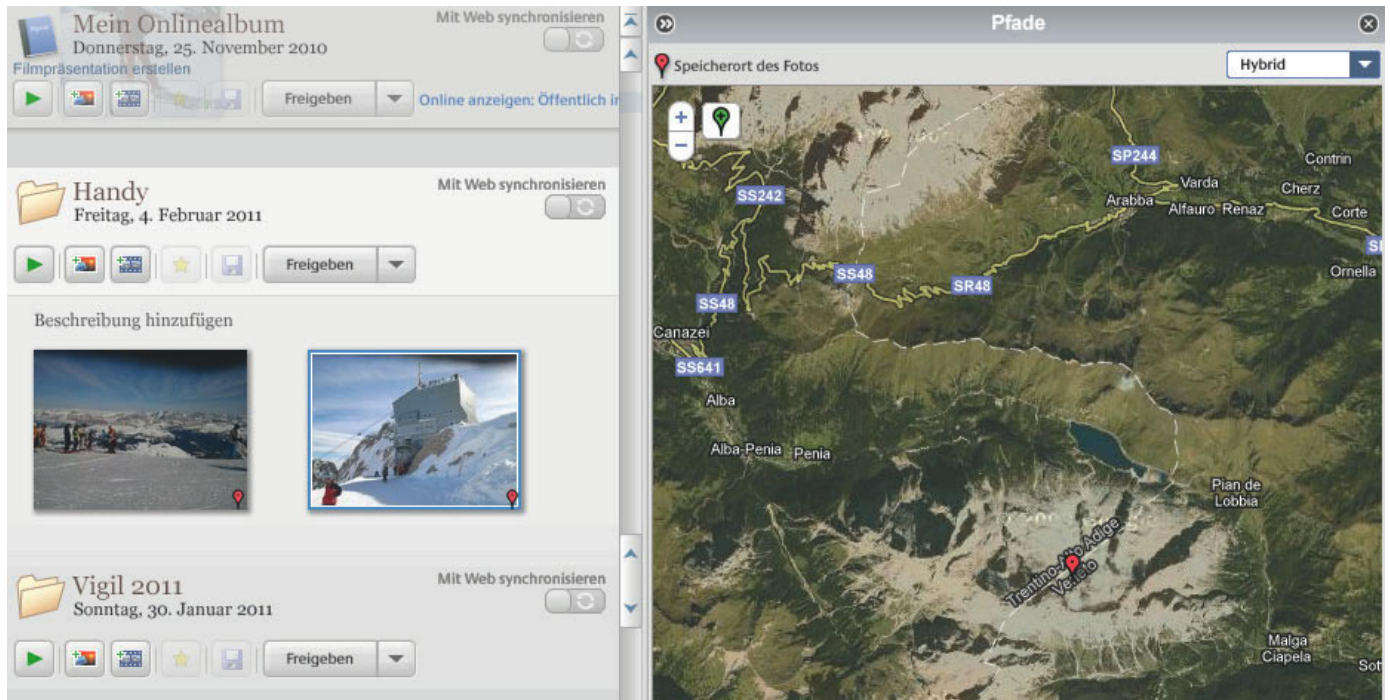 Mein Onlinealbum
Mit Web synchronisieren
Donnerstag, 25. November 2010
Filmpräsentation erstellen
Freigeben
Online anzeigen: Öffentlich
Handy
Mit Web synchronisieren
Freitag, 4. Februar 2011
Freigeben
Beschreibung hinzufügen
Vigil 2011
Mit Web synchronisieren
Sonntag, 30. Januar 2011
Freigeben
Pfade
Speicherort des Fotos
Hybrid
SP244
Contrin
SS242
Varda
Cherz
Arabba
Alfauro
Renaz
Corte
SS48
SR48
Ornella
SS48
Canazei
SS641
Alba
Alba-Penia
Penia
Pian de
Lobbia
Trentino-Alto Adige
Veneto
Malga
Ciapela